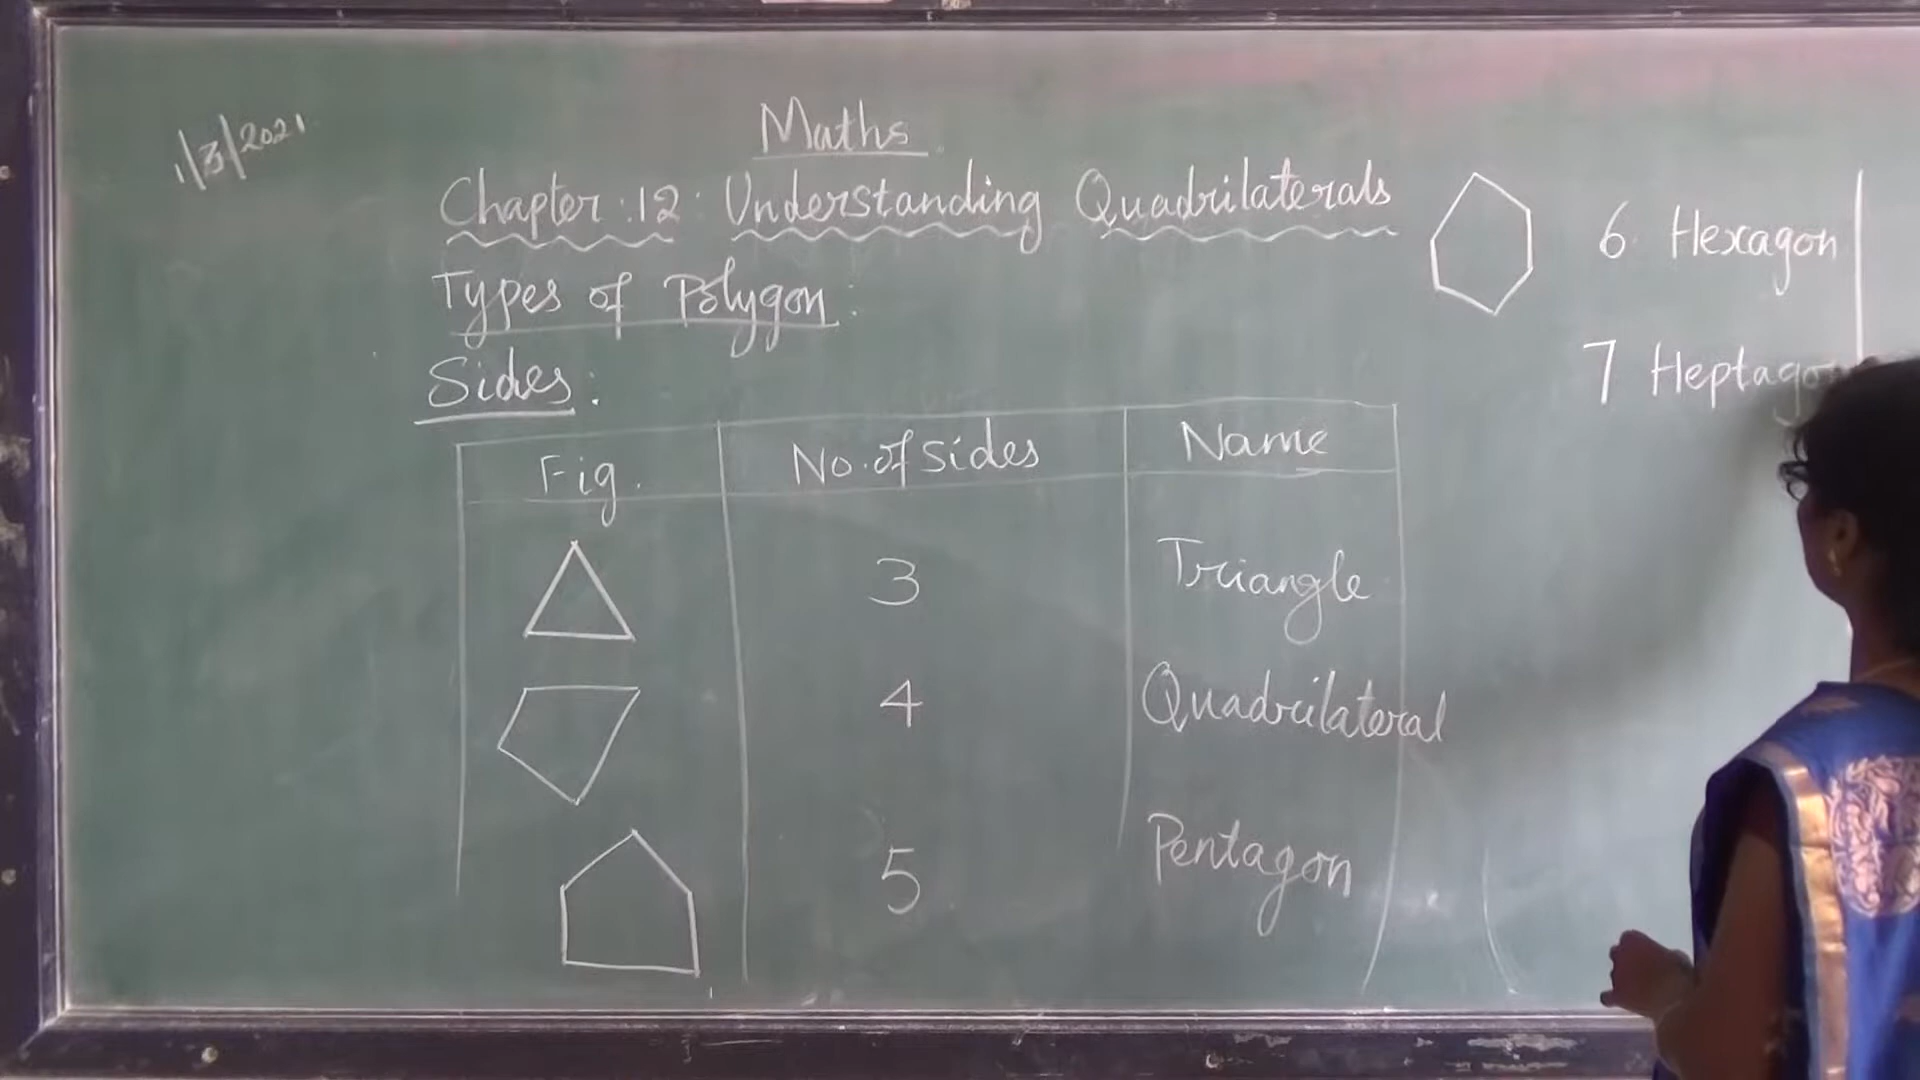 1/3/2021
Maths
Chapter : 12 : Understanding Quadrilaterals
Types of Polygon :
Sides :
Fig. No. of sides Name
3 Triangle
4 Quadrilateral
5 Pentagon
6 Hexagon
7 Heptago